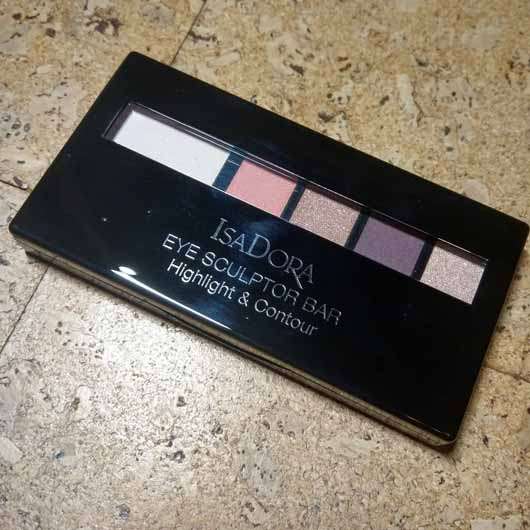 ISADORA
EYE SCULPTOR BAR
Highlight & Contour